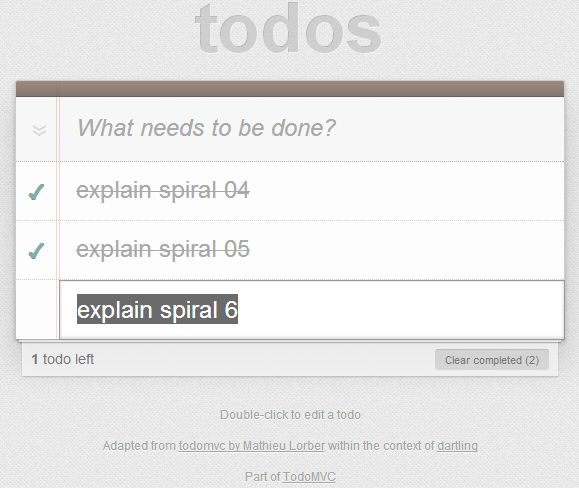 todos
What needs to be done?
explain spiral 04
explain spiral 05
explain spiral 6
1 todo left
Clear completed (2)
Double-click to edit a todo
Adapted from todomvc by Mathieu Lorber within the context of dartling
Part of TodoMVC